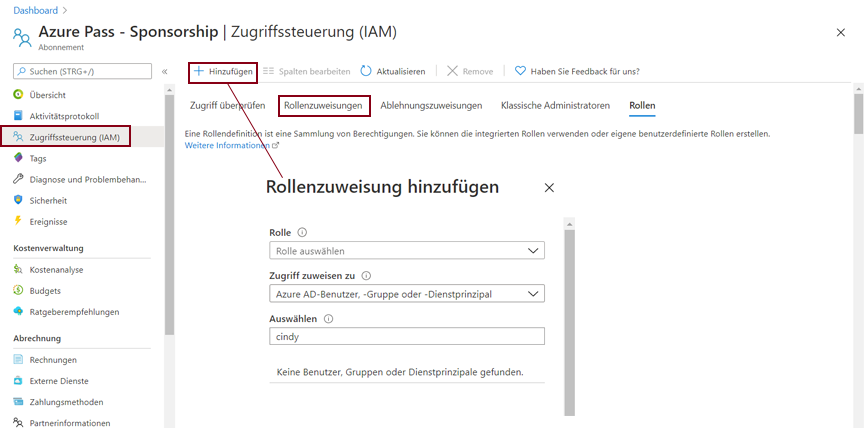 Dashboard
Azure Pass - Sponsorship | Zugriffssteuerung (IAM)
Abonnement
Suchen (STRG+/)
Übersicht
Aktivitätsprotokoll
Zugriffssteuerung (IAM)
Tags
Diagnose und Problembehan...
Sicherheit
Ereignisse
Kostenverwaltung
Kostenanalyse
Budgets
Ratgeberempfehlungen
Abrechnung
Rechnungen
Externe Dienste
Zahlungsmethoden
Partnerinformationen
Hinzufügen Spalten bearbeiten Aktualisieren Remove Haben Sie Feedback für uns?
Zugriff überprüfen Rollenzuweisungen Ablehnungszuweisungen Klassische Administratoren Rollen
Eine Rollendefinition ist eine Sammlung von Berechtigungen. Sie können die integrierten Rollen verwenden oder eigene benutzerdefinierte Rollen erstellen.
Weitere Informationen
Rollenzuweisung hinzufügen
Rolle
Rolle auswählen
Zugriff zuweisen zu
Azure AD-Benutzer, -Gruppe oder -Dienstprinzipal
Auswählen
cindy
Keine Benutzer, Gruppen oder Dienstprinzipale gefunden.